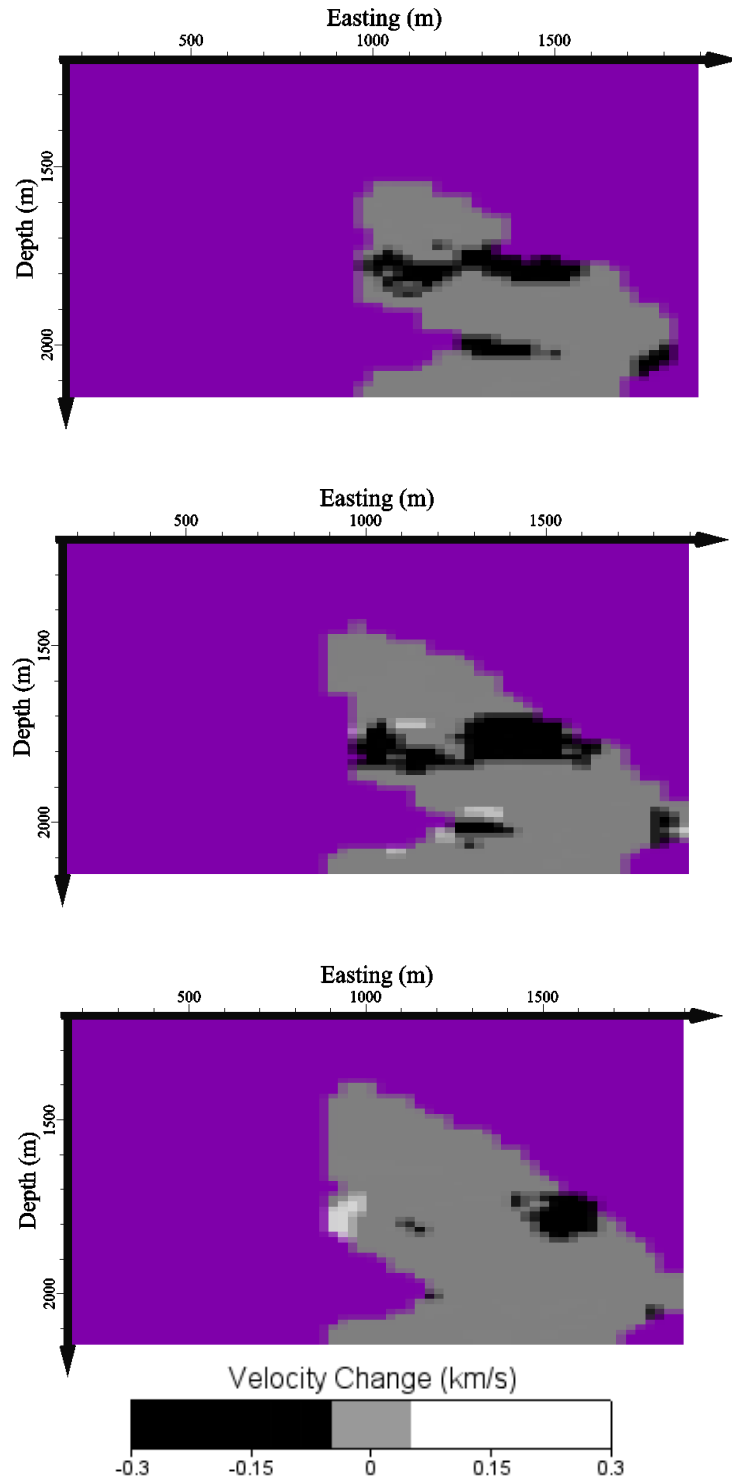 Easting (m)
500 1000 1500
Depth (m)
1500
2000
Easting (m)
500 1000 1500
Depth (m)
1500
2000
Easting (m)
500 1000 1500
Depth (m)
1500
2000
Velocity Change (km/s)
-0.3 -0.15 0 0.15 0.3